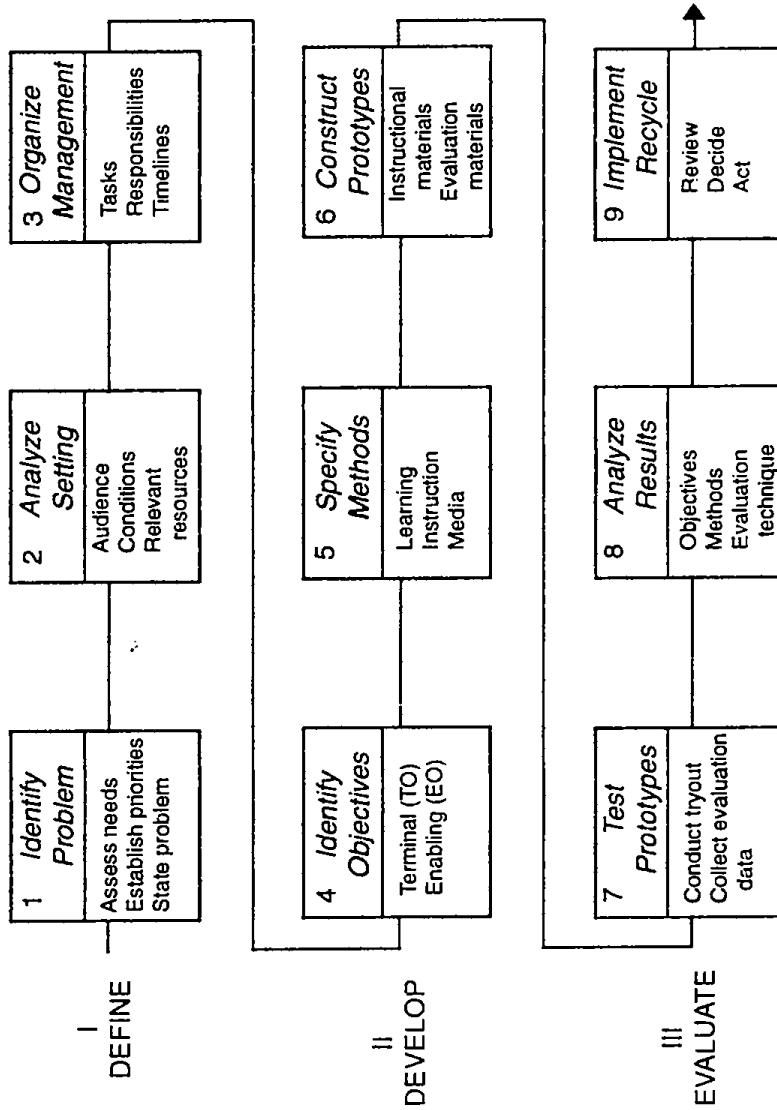 I
DEFINE
1 Identify
Problem
Assess needs
Establish priorities
State problem
2 Analyze
Setting
Audience
Conditions
Relevant
resources
3 Organize
Management
Tasks
Responsibilities
Timelines
II
DEVELOP
4 Identify
Objectives
Terminal (TO)
Enabling (EO)
5 Specify
Methods
Learning
Instruction
Media
6 Construct
Prototypes
Instructional
materials
Evaluation
materials
III
EVALUATE
7 Test
Prototypes
Conduct tryout
Collect evaluation
data
8 Analyze
Results
Objectives
Methods
Evaluation
technique
9 Implement
Recycle
Review
Decide
Act